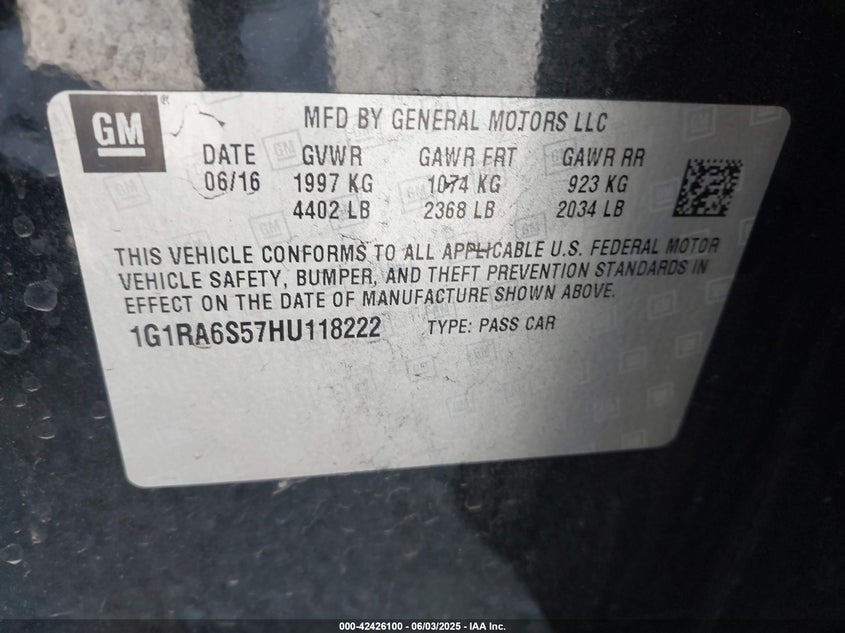 GM
MFD BY GENERAL MOTORS LLC
DATE GVWR GAWR FRT GAWR RR
06/16 1997 KG 1074 KG 923 KG
4402 LB 2368 LB 2034 LB
THIS VEHICLE CONFORMS TO ALL APPLICABLE U.S. FEDERAL MOTOR
VEHICLE SAFETY, BUMPER, AND THEFT PREVENTION STANDARDS IN
EFFECT ON THE DATE OF MANUFACTURE SHOWN ABOVE.
1G1RA6S57HU118222 TYPE: PASS CAR
000-42426100 - 06/03/2025 - IAA Inc.